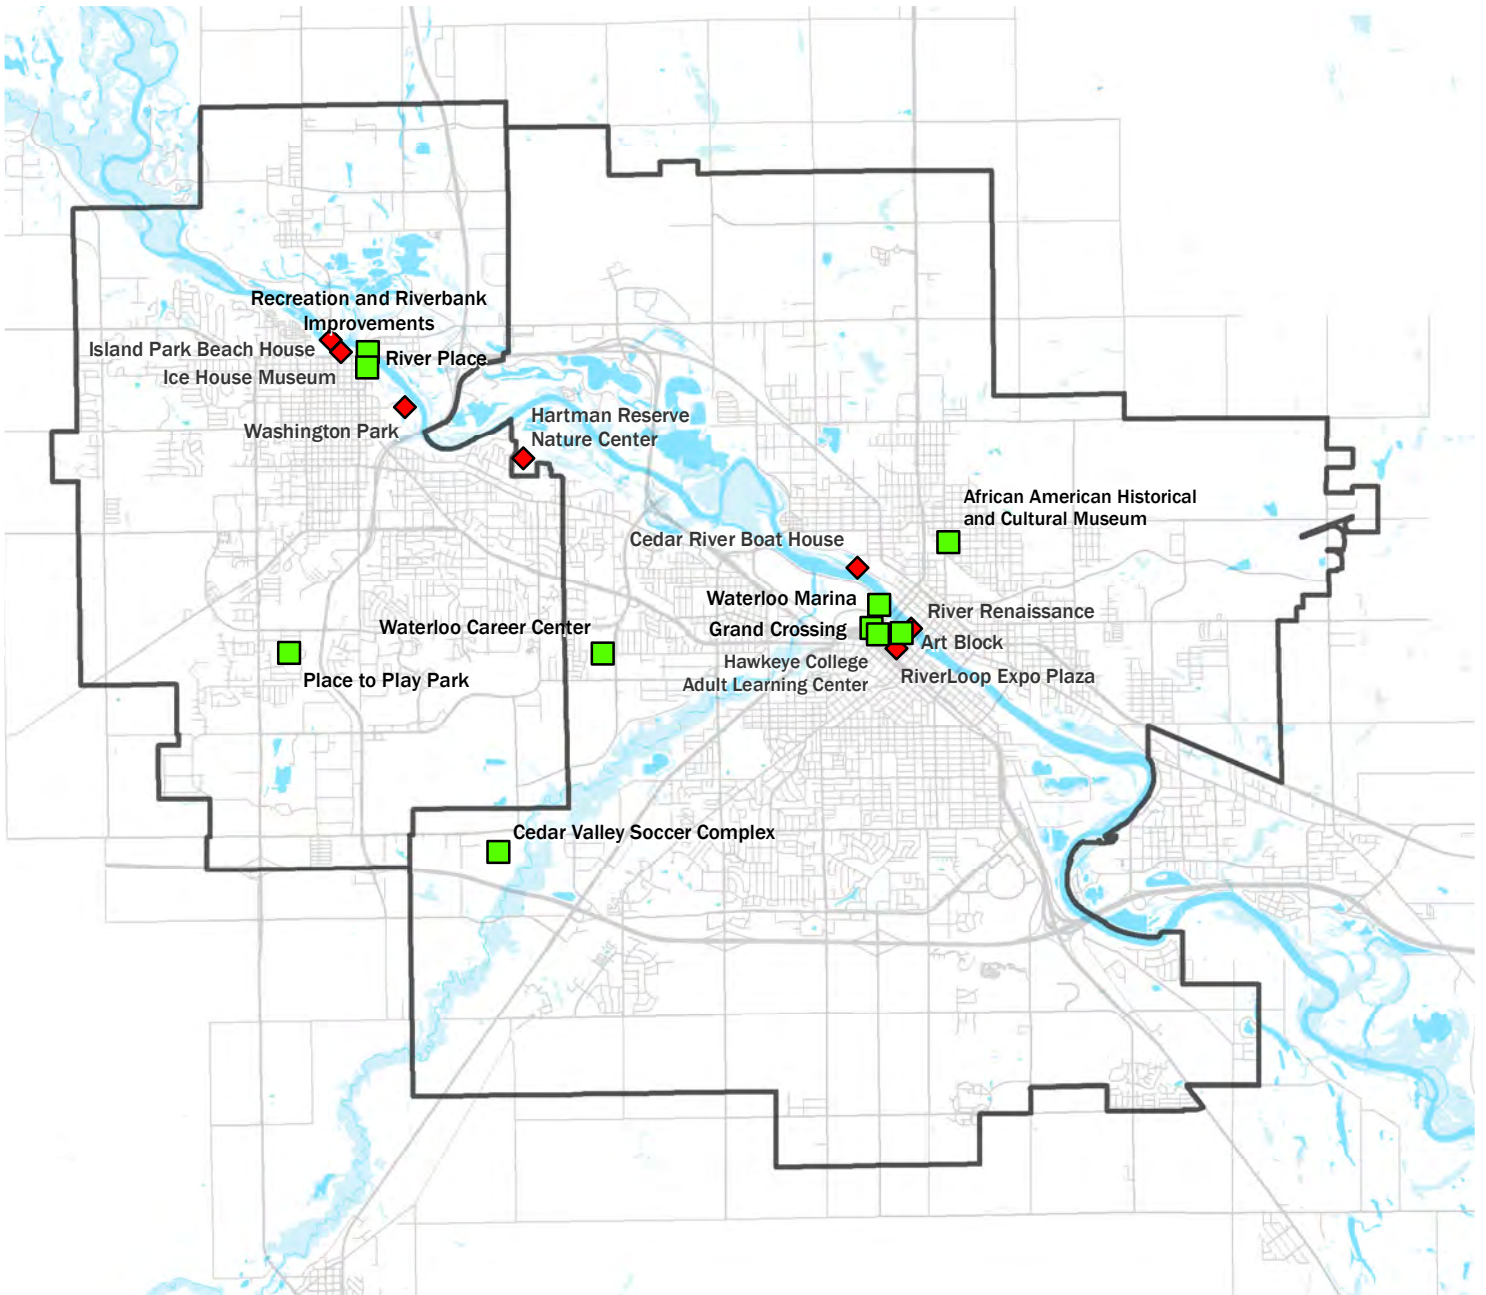 Recreation and Riverbank
Improvements
Island Park Beach House
River Place
Ice House Museum
Washington Park
Hartman Reserve
Nature Center
African American Historical
and Cultural Museum
Cedar River Boat House
Waterloo Marina
River Renaissance
Waterloo Career Center
Grand Crossing
Art Block
Hawkeye College
Adult Learning Center
RiverLoop Expo Plaza
Place to Play Park
Cedar Valley Soccer Complex